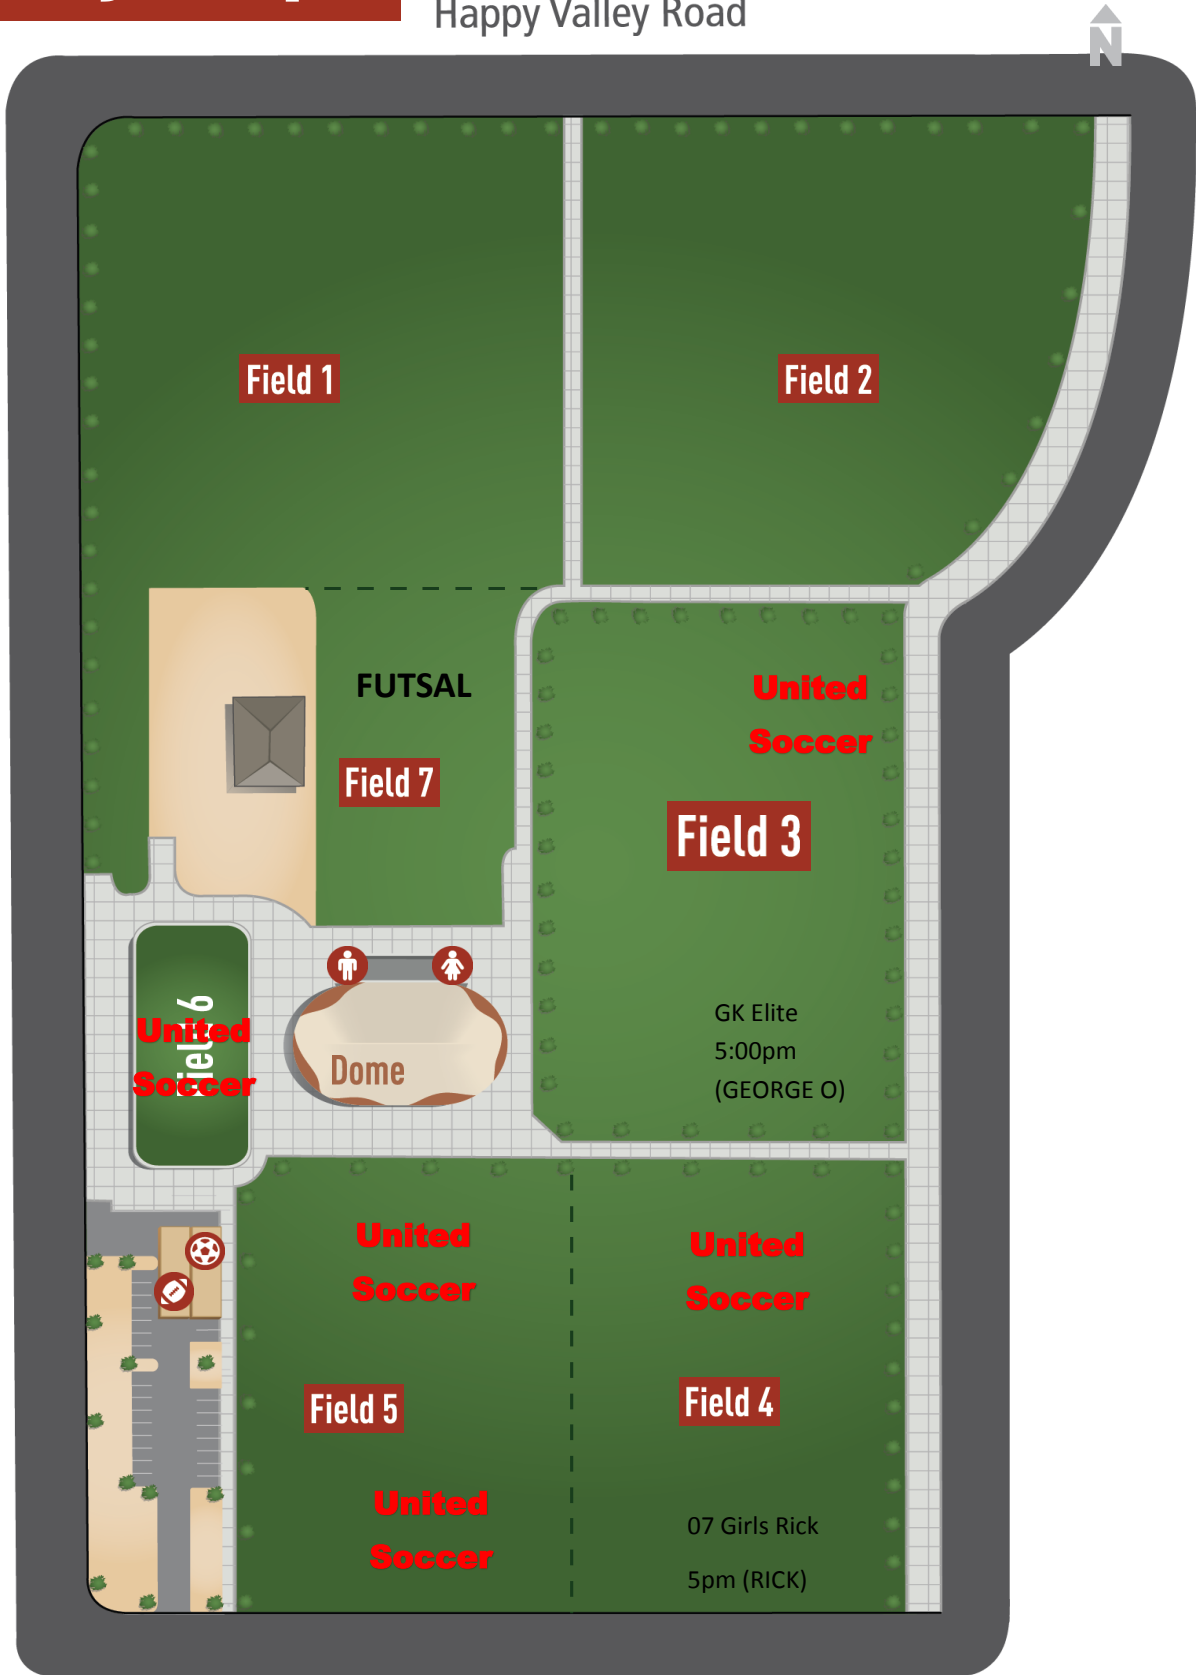 Happy Valley Road
N
Field 1
Field 2
FUTSAL
Field 7
United
Soccer
Field 3
Field 6
United
Soccer
Dome
GK Elite
5:00pm
(GEORGE O)
United
Soccer
United
Soccer
Field 5
Field 4
United
Soccer
07 Girls Rick
5pm (RICK)